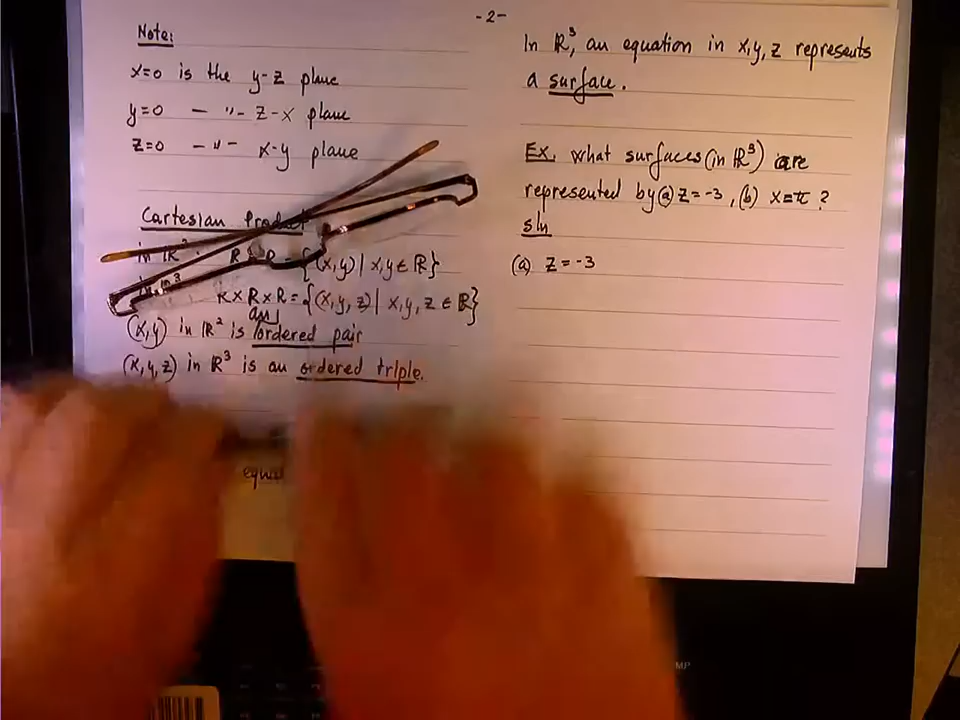 -2-
Note:
x=0 is the y-z plane
y=0 — " — z-x plane
z=0 — " — x-y plane
Cartesian Product
in ℝ²:
= {(x,y) | x,y ∈ ℝ}
R×R×R = {(x,y,z) | x,y,z ∈ ℝ}
(x,y) in ℝ² is an ordered pair
(x,y,z) in ℝ³ is an ordered triple.
In ℝ³, an equation in x,y,z represents
a surface.
Ex. what surfaces (in ℝ³) are
represented by (a) z = -3, (b) x = π ?
sln
(a) z = -3